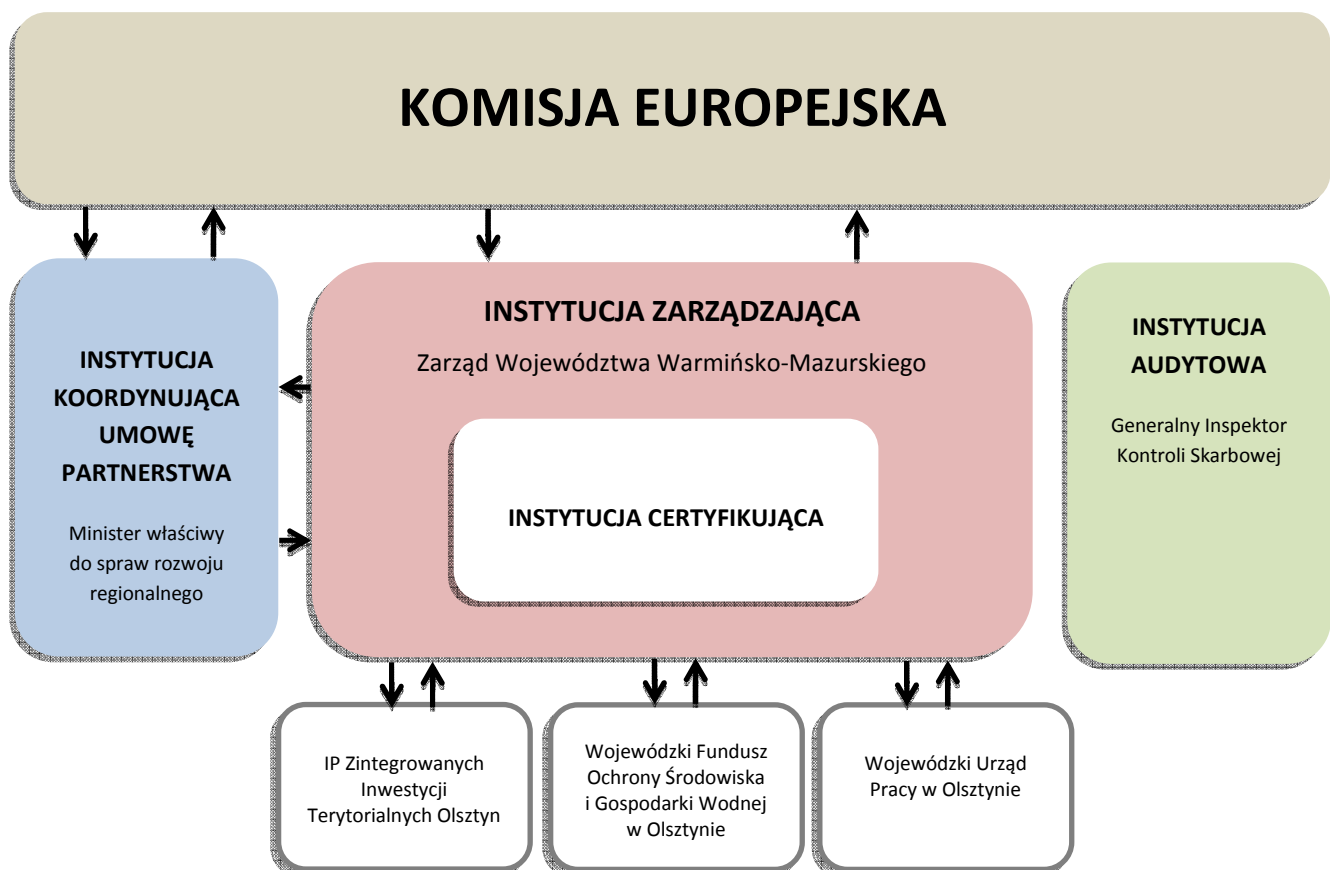 KOMISJA EUROPEJSKA
INSTYTUCJA
KOORDYNUJĄCA
UMOWĘ
PARTNERSTWA
Minister właściwy
do spraw rozwoju
regionalnego
INSTYTUCJA ZARZĄDZAJĄCA
Zarząd Województwa Warmińsko-Mazurskiego
INSTYTUCJA CERTYFIKUJĄCA
INSTYTUCJA
AUDYTOWA
Generalny Inspektor
Kontroli Skarbowej
IP Zintegrowanych
Inwestycji
Terytorialnych Olsztyn
Wojewódzki Fundusz
Ochrony Środowiska
i Gospodarki Wodnej
w Olsztynie
Wojewódzki Urząd
Pracy w Olsztynie